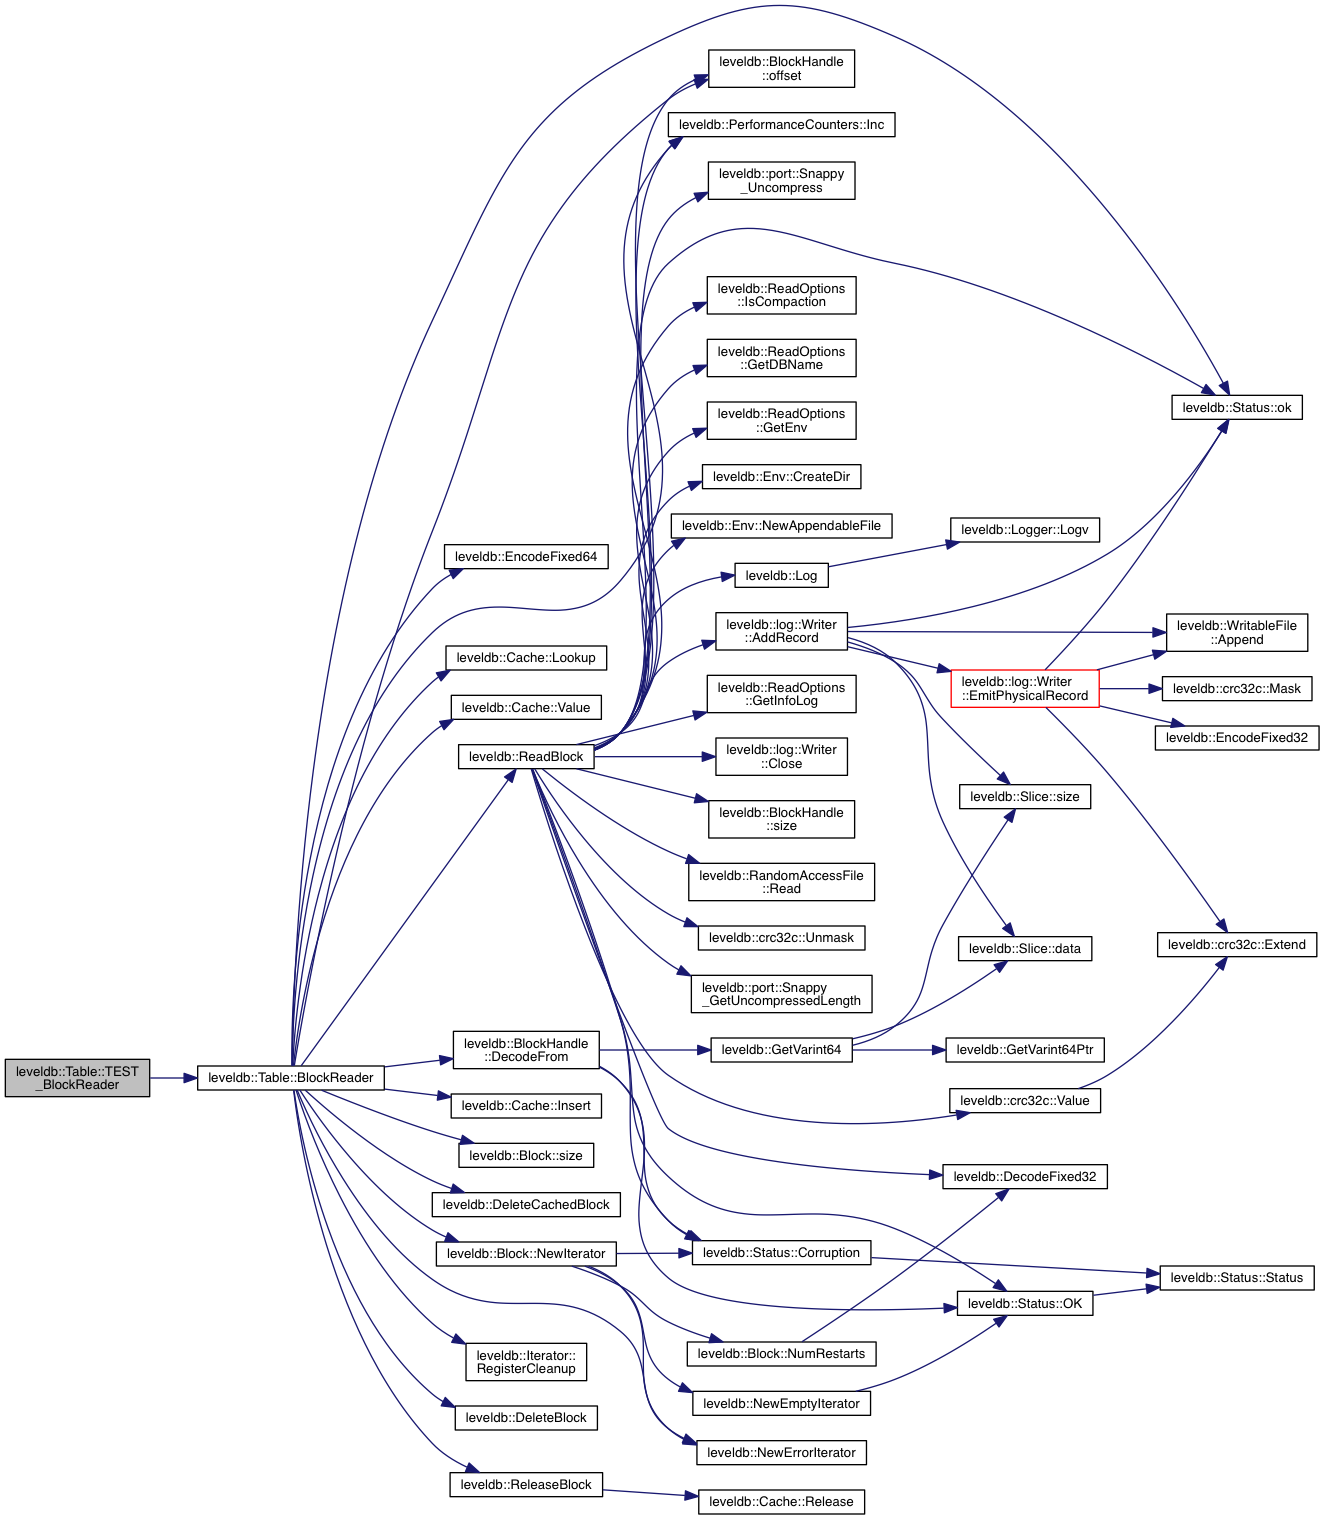 leveldb::Table::TEST
_BlockReader
leveldb::Table::BlockReader
leveldb::EncodeFixed64
leveldb::Cache::Lookup
leveldb::Cache::Value
leveldb::ReadBlock
leveldb::BlockHandle
::DecodeFrom
leveldb::Cache::Insert
leveldb::Block::size
leveldb::DeleteCachedBlock
leveldb::Block::NewIterator
leveldb::Iterator::
RegisterCleanup
leveldb::DeleteBlock
leveldb::ReleaseBlock
leveldb::BlockHandle
::offset
leveldb::PerformanceCounters::Inc
leveldb::port::Snappy
_Uncompress
leveldb::ReadOptions
::IsCompaction
leveldb::ReadOptions
::GetDBName
leveldb::ReadOptions
::GetEnv
leveldb::Env::CreateDir
leveldb::Env::NewAppendableFile
leveldb::Log
leveldb::log::Writer
::AddRecord
leveldb::ReadOptions
::GetInfoLog
leveldb::log::Writer
::Close
leveldb::BlockHandle
::size
leveldb::RandomAccessFile
::Read
leveldb::crc32c::Unmask
leveldb::port::Snappy
_GetUncompressedLength
leveldb::GetVarint64
leveldb::Status::Corruption
leveldb::Block::NumRestarts
leveldb::NewEmptyIterator
leveldb::NewErrorIterator
leveldb::Cache::Release
leveldb::Logger::Logv
leveldb::log::Writer
::EmitPhysicalRecord
leveldb::Slice::size
leveldb::Slice::data
leveldb::GetVarint64Ptr
leveldb::crc32c::Value
leveldb::DecodeFixed32
leveldb::Status::OK
leveldb::Status::ok
leveldb::WritableFile
::Append
leveldb::crc32c::Mask
leveldb::EncodeFixed32
leveldb::crc32c::Extend
leveldb::Status::Status